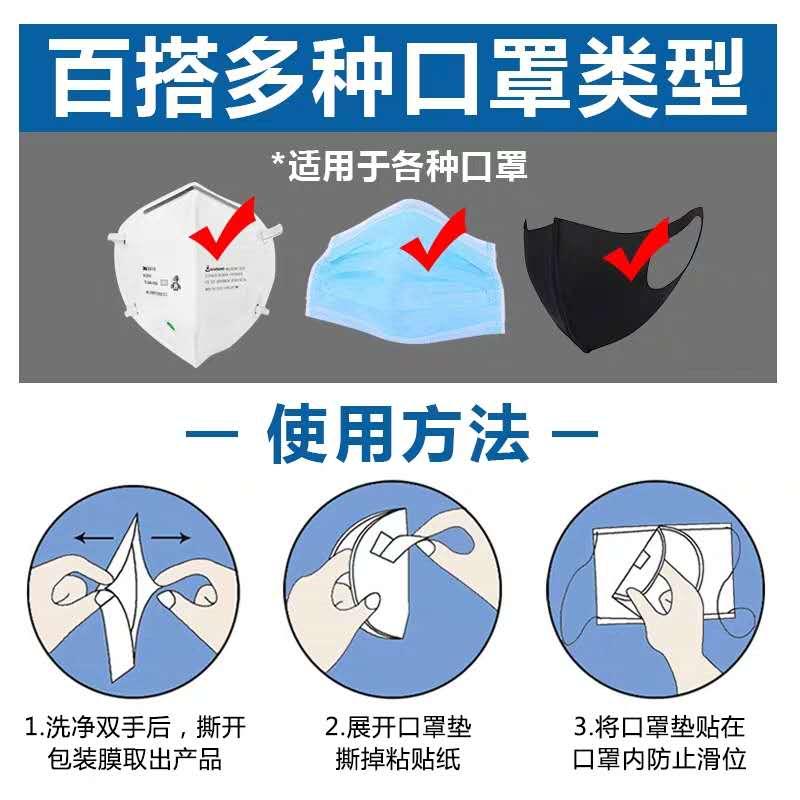 百搭多种口罩类型
*适用于各种口罩
使用方法
1.洗净双手后，撕开
包装膜取出产品
2.展开口罩垫
撕掉粘贴纸
3.将口罩垫贴在
口罩内防止滑位